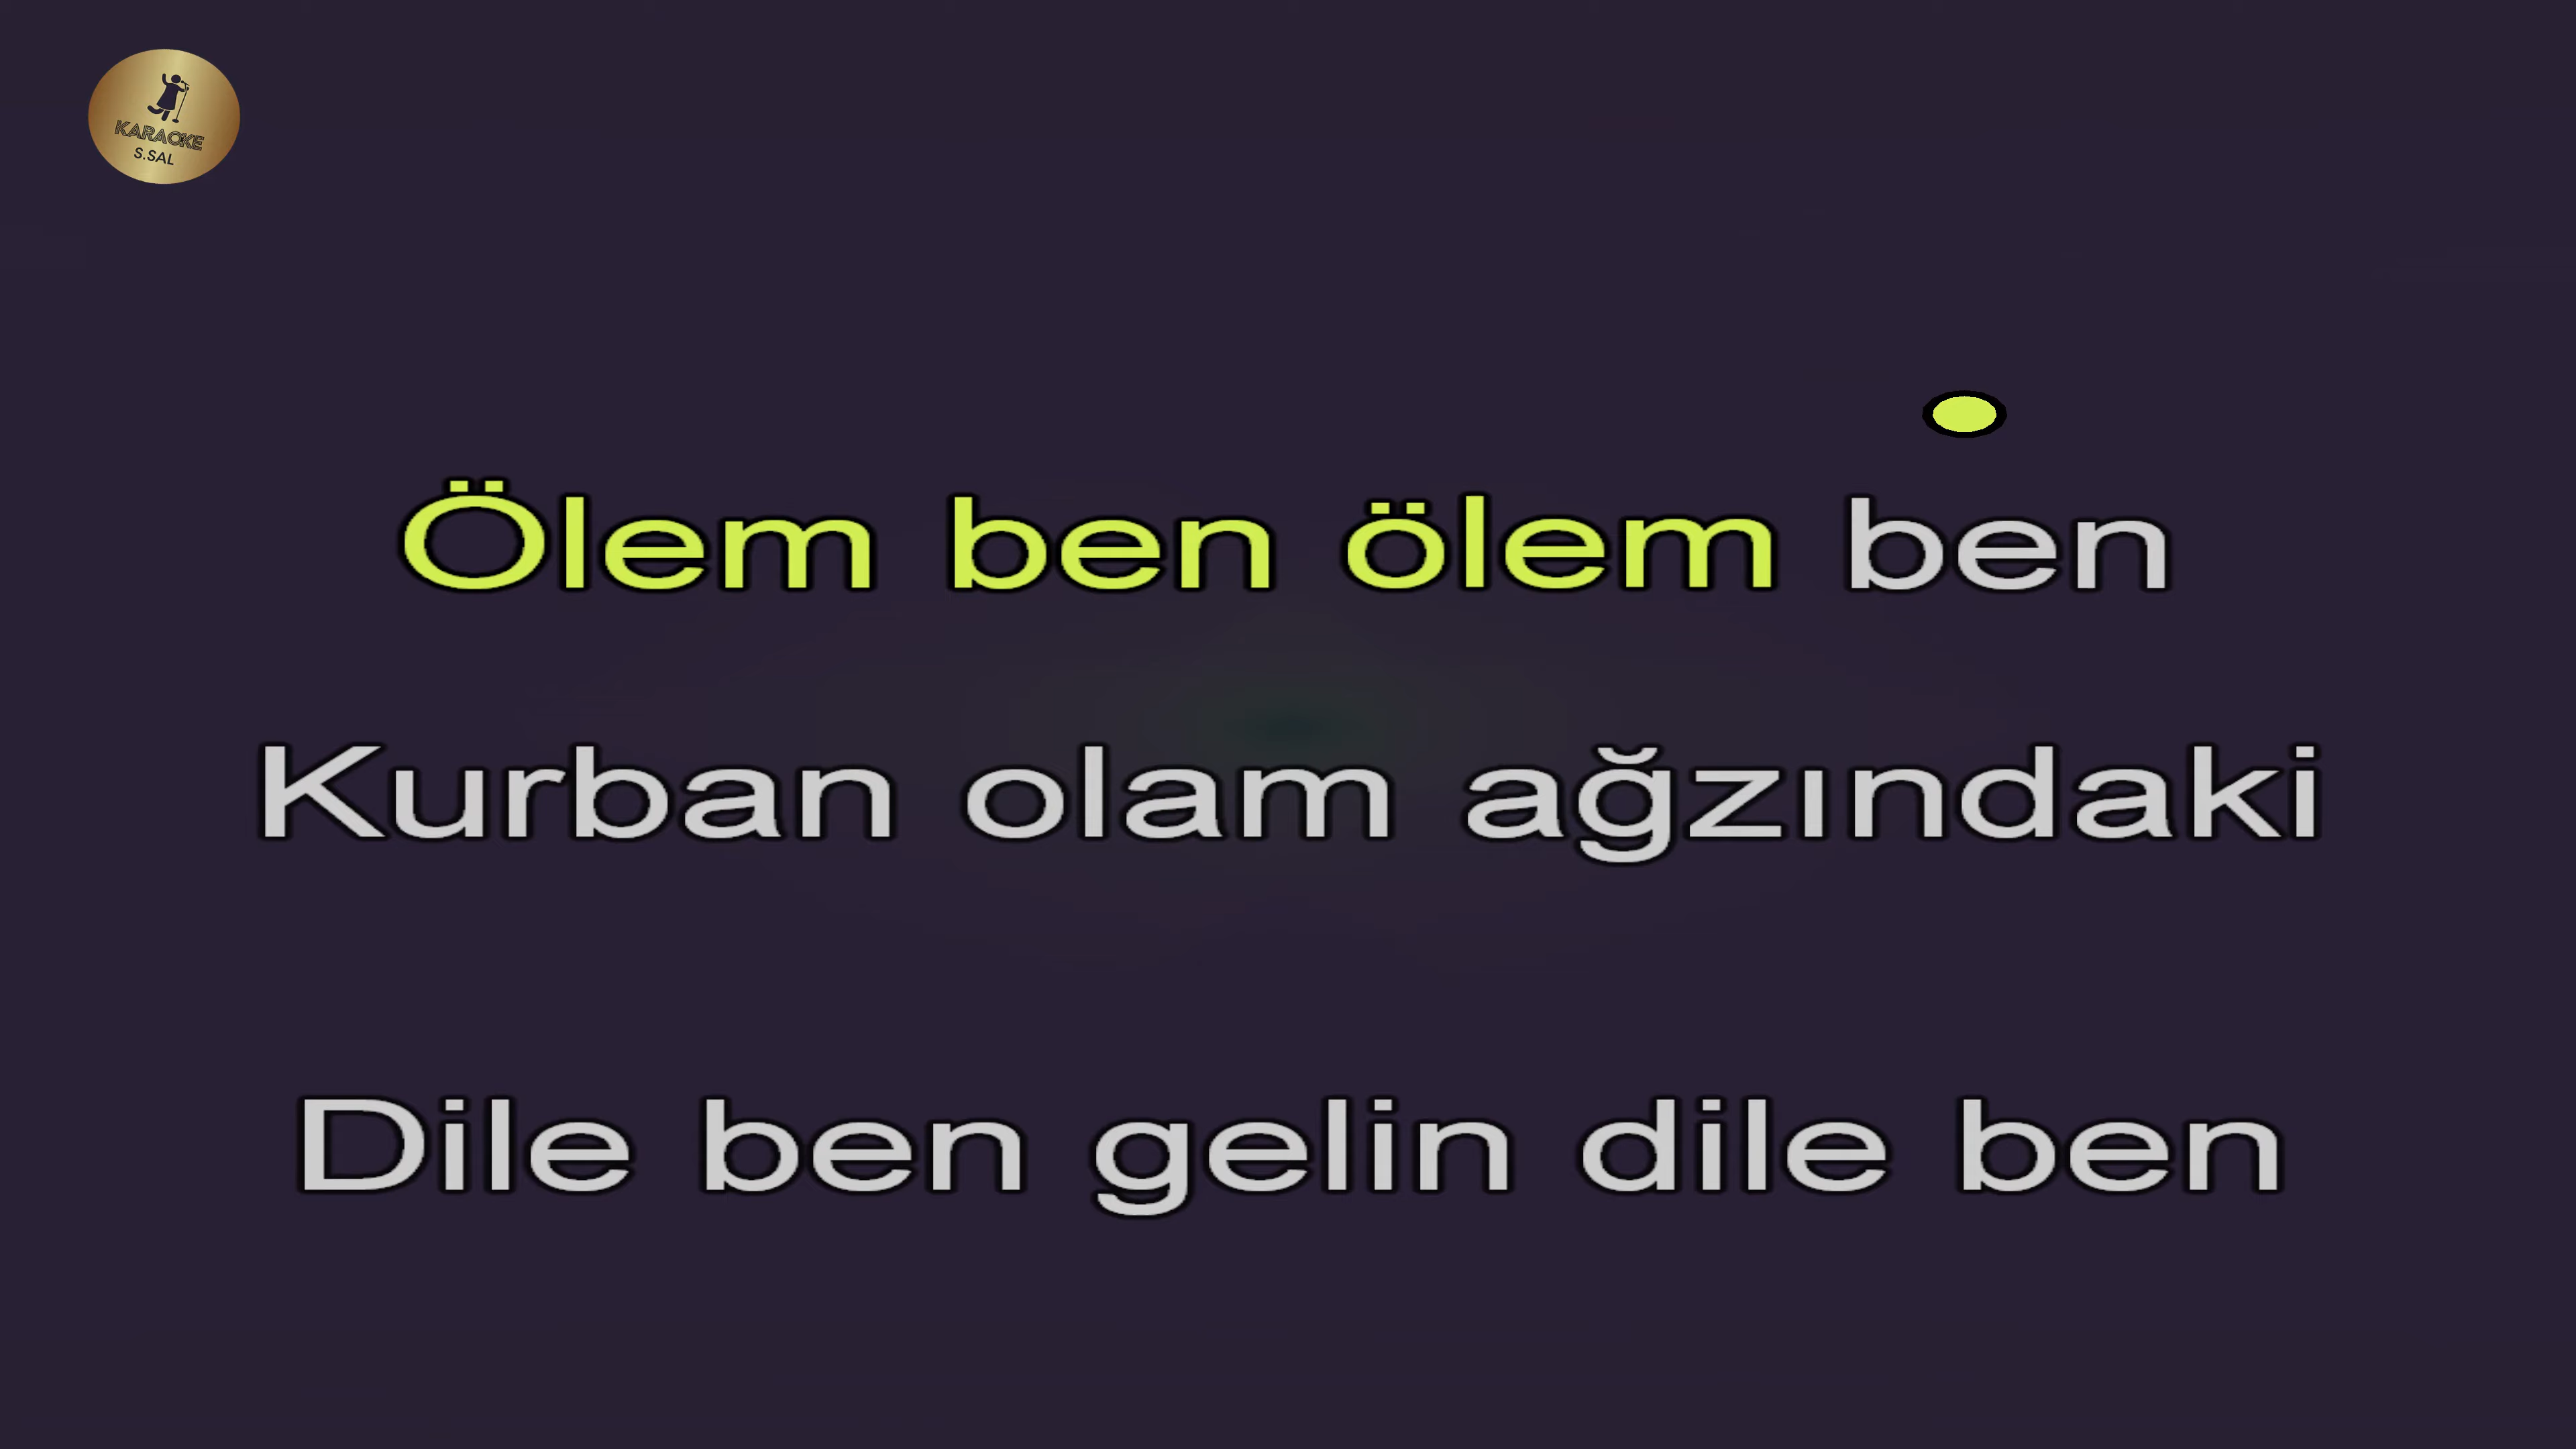 KARAOKE
S.SAL
Ölem ben ölem ben
Kurban olam ağzındaki
Dile ben gelin dile ben